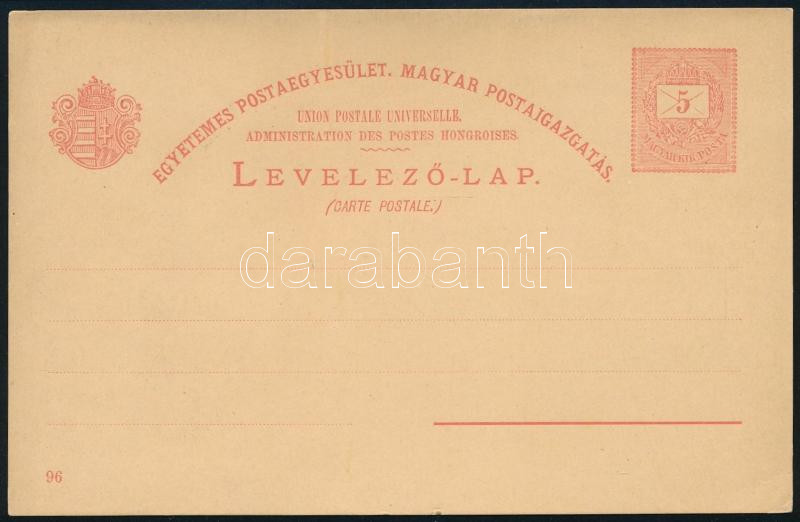 EGYETEMES POSTAEGYESÜLET. MAGYAR POSTAIGAZGATÁS.
UNION POSTALE UNIVERSELLE.
ADMINISTRATION DES POSTES HONGROISES.
LEVELEZŐ-LAP.
(CARTE POSTALE.)
5
MAGYAR KIR. POSTA
darabanth
96